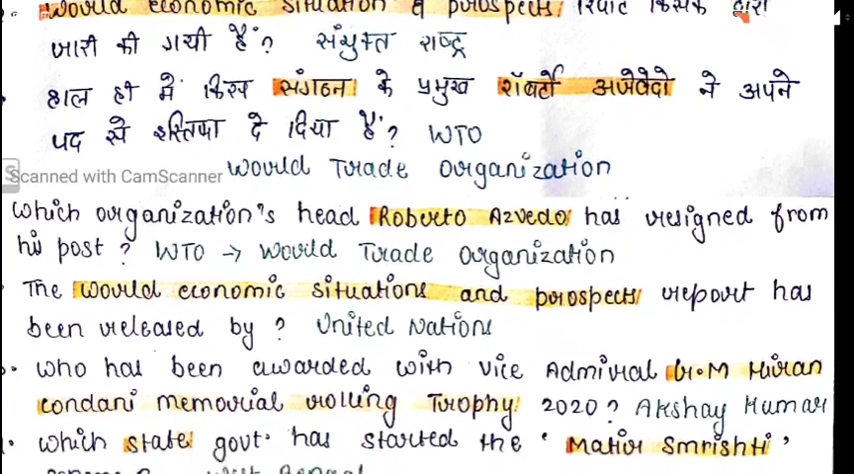 World economic situation & prospects रिपोर्ट किसके द्वारा
जारी की गयी है? संयुक्त राष्ट्र
हाल ही में किस संगठन के प्रमुख रॉबर्टो अजेवेदो ने अपने
पद से इस्तिफा दे दिया है? WTO
World Trade Organization
Scanned with CamScanner
Which organization's head Roberto Azvedo has resigned from
his post? WTO → World Trade Organization
The world economic situations and prospects report has
been released by? United Nations
Who has been awarded with vice Admiral G.M Hiran
condani memorial rolling Trophy 2020? Akshay Kumar
Which state govt. has started the 'Matir Smrishti'
West Bengal